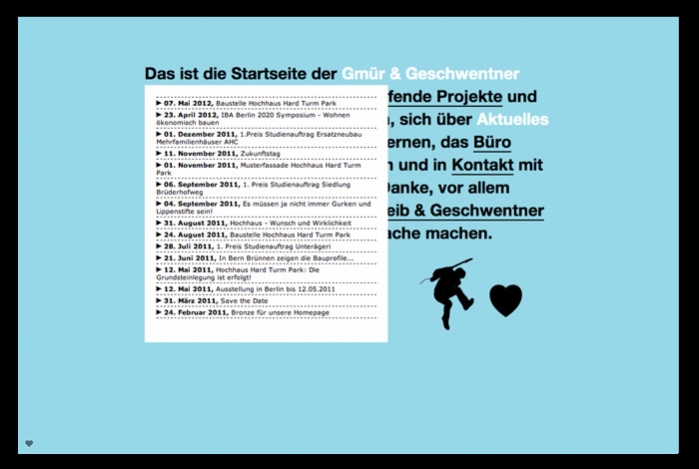 Das ist die Startseite der Gmür & Geschwentner
fende Projekte und
, sich über Aktuelles
ernen, das Büro
und in Kontakt mit
Danke, vor allem
eib & Geschwentner
ache machen.
▶ 07. Mai 2012, Baustelle Hochhaus Hard Turm Park
▶ 23. April 2012, IBA Berlin 2020 Symposium - Wohnen
ökonomisch bauen
▶ 01. Dezember 2011, 1.Preis Studienauftrag Ersatzneubau
Mehrfamilienhäuser AHC
▶ 11. November 2011, Zukunftstag
▶ 01. November 2011, Musterfassade Hochhaus Hard Turm
Park
▶ 06. September 2011, 1. Preis Studienauftrag Siedlung
Brüderhofweg
▶ 04. September 2011, Es müssen ja nicht immer Gurken und
Lippenstifte sein!
▶ 31. August 2011, Hochhaus - Wunsch und Wirklichkeit
▶ 24. August 2011, Baustelle Hochhaus Hard Turm Park
▶ 28. Juli 2011, 1. Preis Studienauftrag Unterägeri
▶ 21. Juni 2011, In Bern Brünnen zeigen die Bauprofile...
▶ 12. Mai 2011, Hochhaus Hard Turm Park: Die
Grundsteinlegung ist erfolgt!
▶ 12. Mai 2011, Ausstellung in Berlin bis 12.05.2011
▶ 31. März 2011, Save the Date
▶ 24. Februar 2011, Bronze für unsere Homepage